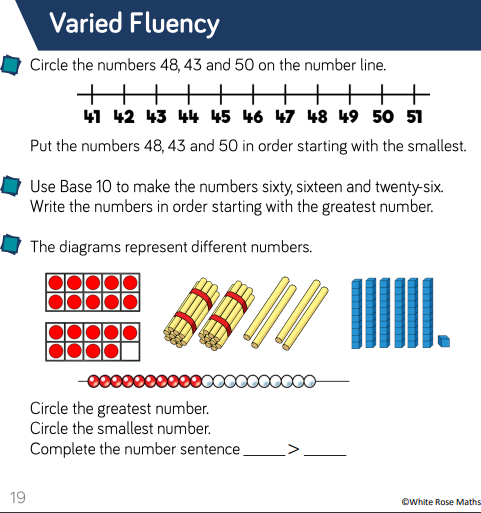 Varied Fluency
Circle the numbers 48, 43 and 50 on the number line.
41 42 43 44 45 46 47 48 49 50 51
Put the numbers 48, 43 and 50 in order starting with the smallest.
Use Base 10 to make the numbers sixty, sixteen and twenty-six.
Write the numbers in order starting with the greatest number.
The diagrams represent different numbers.
Circle the greatest number.
Circle the smallest number.
Complete the number sentence _____ > _____
19
©White Rose Maths